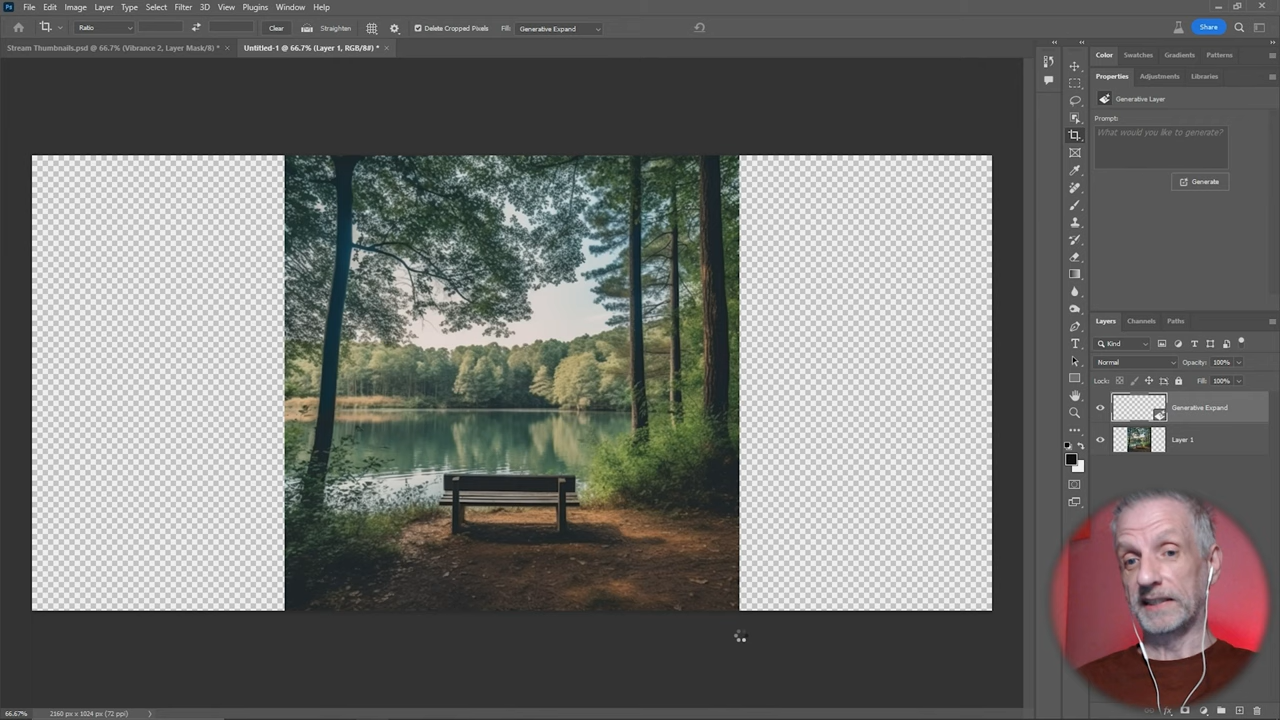 Ps File Edit Image Layer Type Select Filter 3D View Plugins Window Help
Ratio Clear Straighten Delete Cropped Pixels Fill: Generative Expand Share
Stream Thumbnails.psd @ 66.7% (Vibrance 2, Layer Mask/8) * × Untitled-1 @ 66.7% (Layer 1, RGB/8#) * ×
Color Swatches Gradients Patterns
Properties Adjustments Libraries
Generative Layer
Prompt:
What would you like to generate?
Generate
Layers Channels Paths
Kind
Normal Opacity: 100%
Lock: Fill: 100%
Generative Expand
Layer 1
66.67% 2160 px x 1024 px (72 ppi)